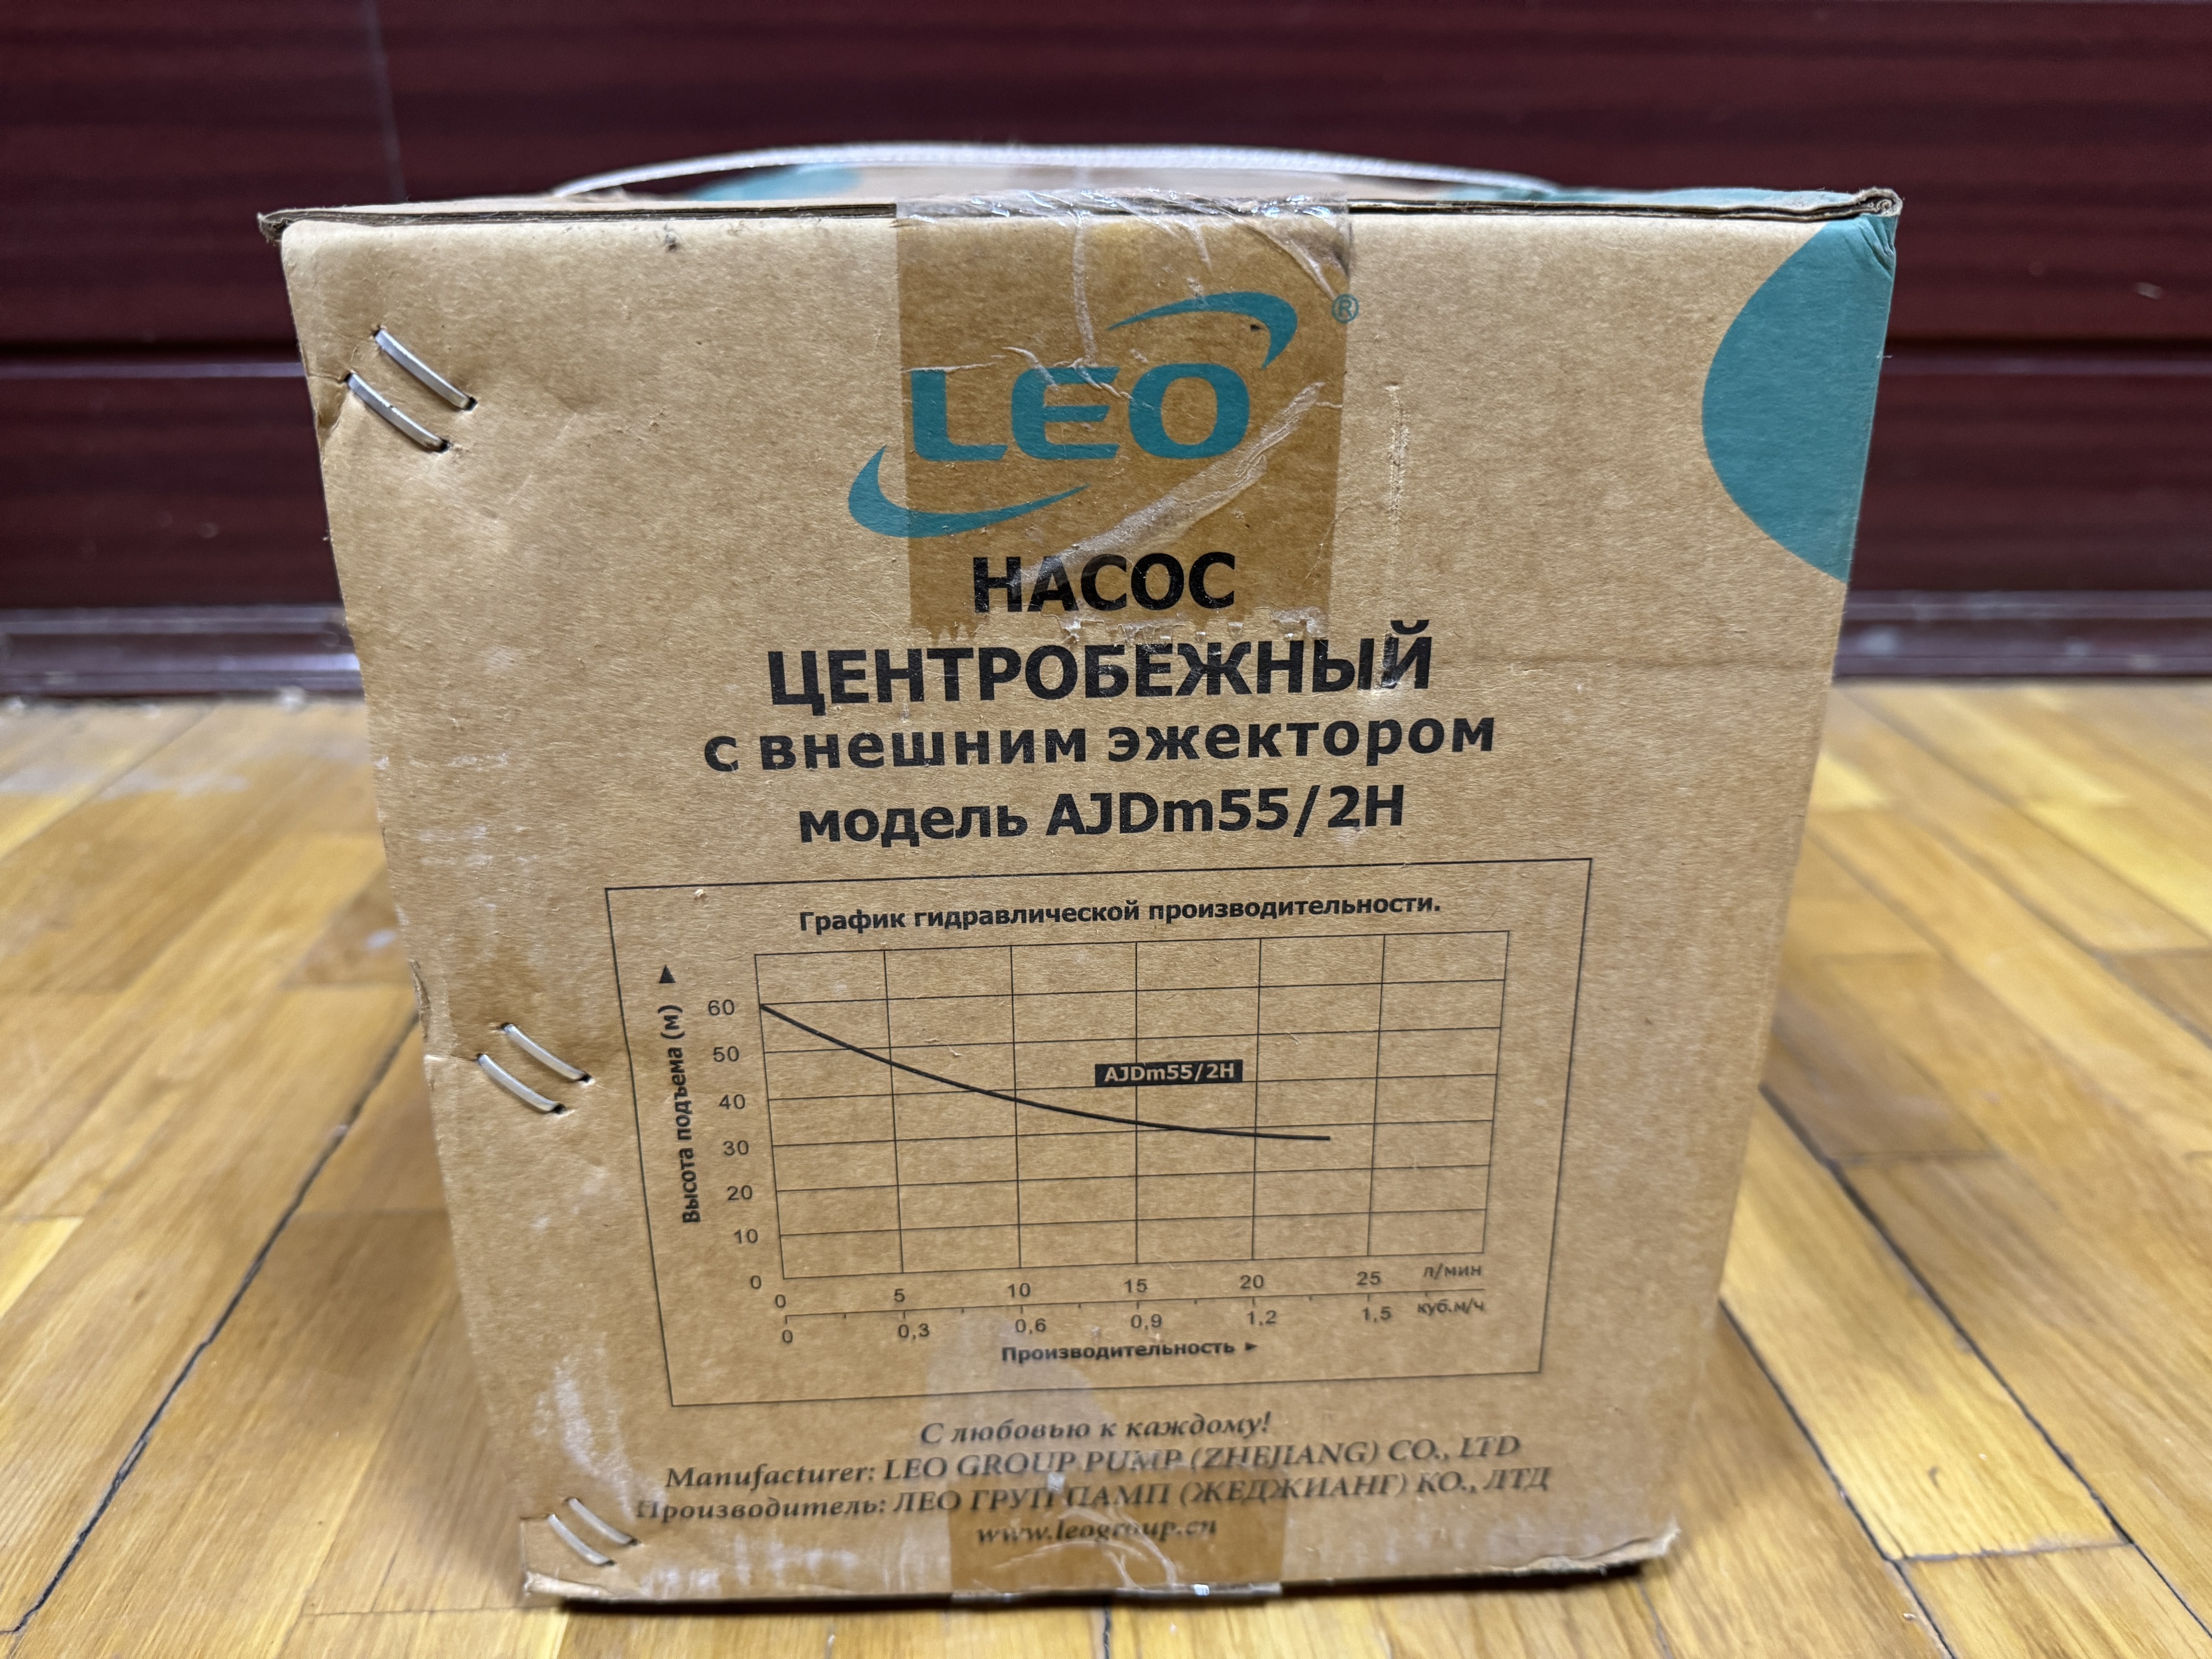 LEO®
НАСОС
ЦЕНТРОБЕЖНЫЙ
с внешним эжектором
модель AJDm55/2H
График гидравлической производительности.
Высота подъема (м)
60
50
AJDm55/2H
40
30
20
10
0
0 5 10 15 20 25 л/мин
0 0,3 0,6 0,9 1,2 1,5 куб.м/ч
Производительность
С любовью к каждому!
Manufacturer: LEO GROUP PUMP (ZHEJIANG) CO., LTD
Производитель: ЛЕО ГРУП ПАМП (ЖЕДЖИАНГ) КО., ЛТД
www.leogroup.cn